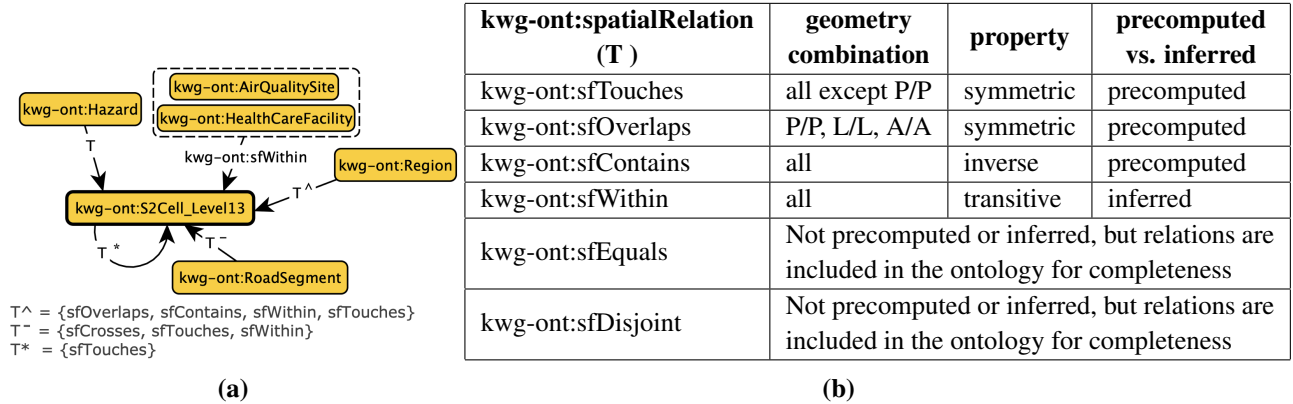 kwg-ont:AirQualitySite
kwg-ont:HealthCareFacility
kwg-ont:Hazard
T
kwg-ont:sfWithin
kwg-ont:Region
T^
kwg-ont:S2Cell_Level13
T *
T -
kwg-ont:RoadSegment
T^ = {sfOverlaps, sfContains, sfWithin, sfTouches}
T- = {sfCrosses, sfTouches, sfWithin}
T* = {sfTouches}
(a)
kwg-ont:spatialRelation (T ) geometry combination property precomputed vs. inferred
kwg-ont:sfTouches all except P/P symmetric precomputed
kwg-ont:sfOverlaps P/P, L/L, A/A symmetric precomputed
kwg-ont:sfContains all inverse precomputed
kwg-ont:sfWithin all transitive inferred
kwg-ont:sfEquals Not precomputed or inferred, but relations are
included in the ontology for completeness
kwg-ont:sfDisjoint Not precomputed or inferred, but relations are
included in the ontology for completeness
(b)